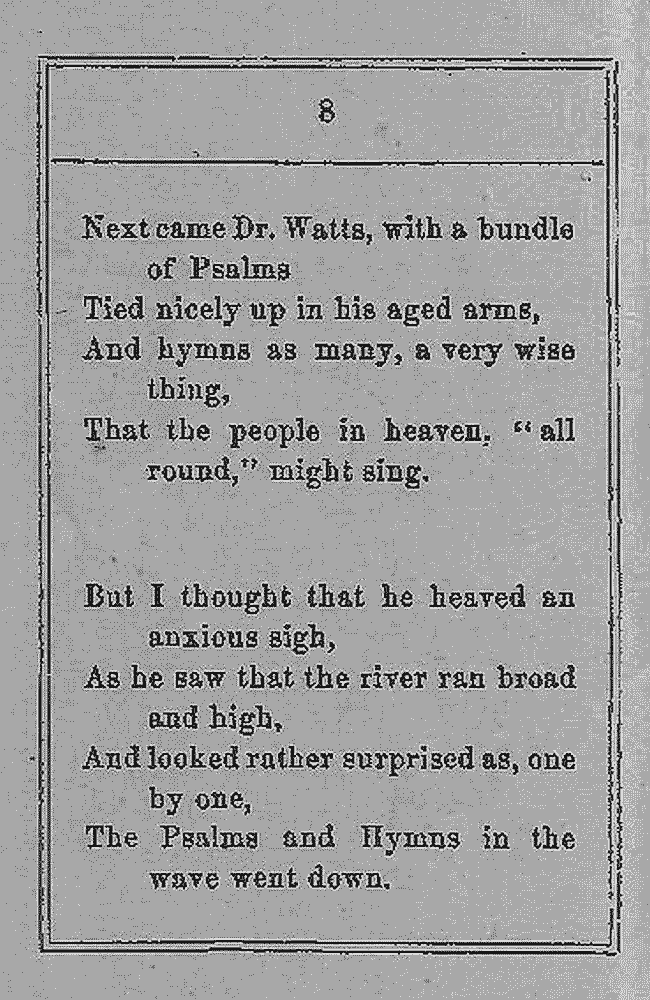 8
Next came Dr. Watts, with a bundle
of Psalms
Tied nicely up in his aged arms,
And hymns as many, a very wise
thing,
That the people in heaven, “all
round,” might sing.
But I thought that he heaved an
anxious sigh,
As he saw that the river ran broad
and high,
And looked rather surprised as, one
by one,
The Psalms and Hymns in the
wave went down.